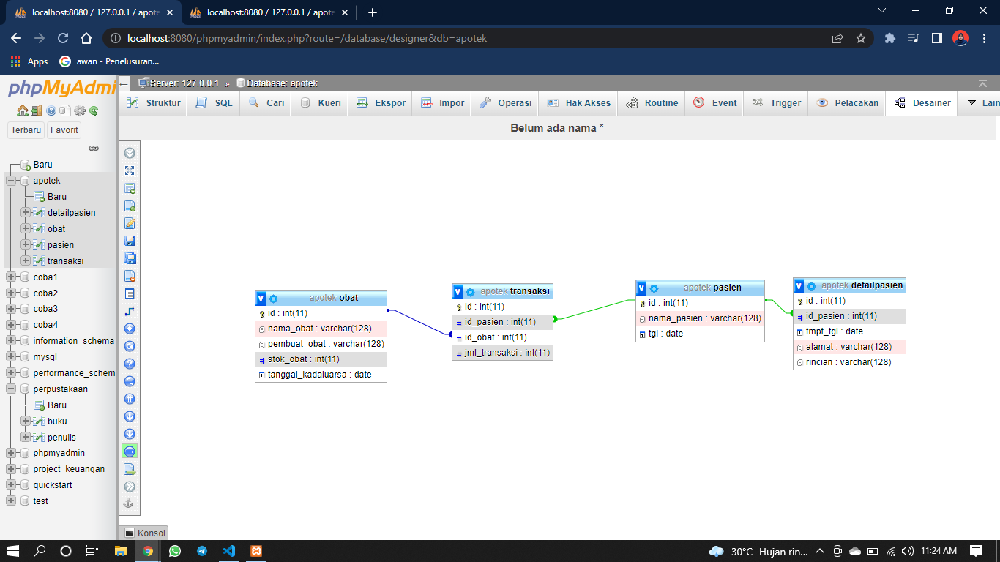 localhost:8080 / 127.0.0.1 / apote
localhost:8080 / 127.0.0.1 / apote
localhost:8080/phpmyadmin/index.php?route=/database/designer&db=apotek
Apps
awan - Penelusuran...
phpMyAdmi
Server: 127.0.0.1 » Database: apotek
Struktur SQL Cari Kueri Ekspor Impor Operasi Hak Akses Routine Event Trigger Pelacakan Desainer Lain
Belum ada nama *
Terbaru Favorit
Baru
apotek
Baru
detailpasien
obat
pasien
transaksi
coba1
coba2
coba3
coba4
information_schema
mysql
performance_schema
perpustakaan
Baru
buku
penulis
phpmyadmin
project_keuangan
quickstart
test
V apotek obat
id : int(11)
nama_obat : varchar(128)
pembuat_obat : varchar(128)
# stok_obat : int(11)
tanggal_kadaluarsa : date
V apotek transaksi
id : int(11)
# id_pasien : int(11)
# id_obat : int(11)
# jml_transaksi : int(11)
V apotek pasien
id : int(11)
nama_pasien : varchar(128)
tgl : date
V apotek detailpasien
id : int(11)
# id_pasien : int(11)
tmpt_tgl : date
alamat : varchar(128)
rincian : varchar(128)
Konsol
30°C Hujan rin... 11:24 AM